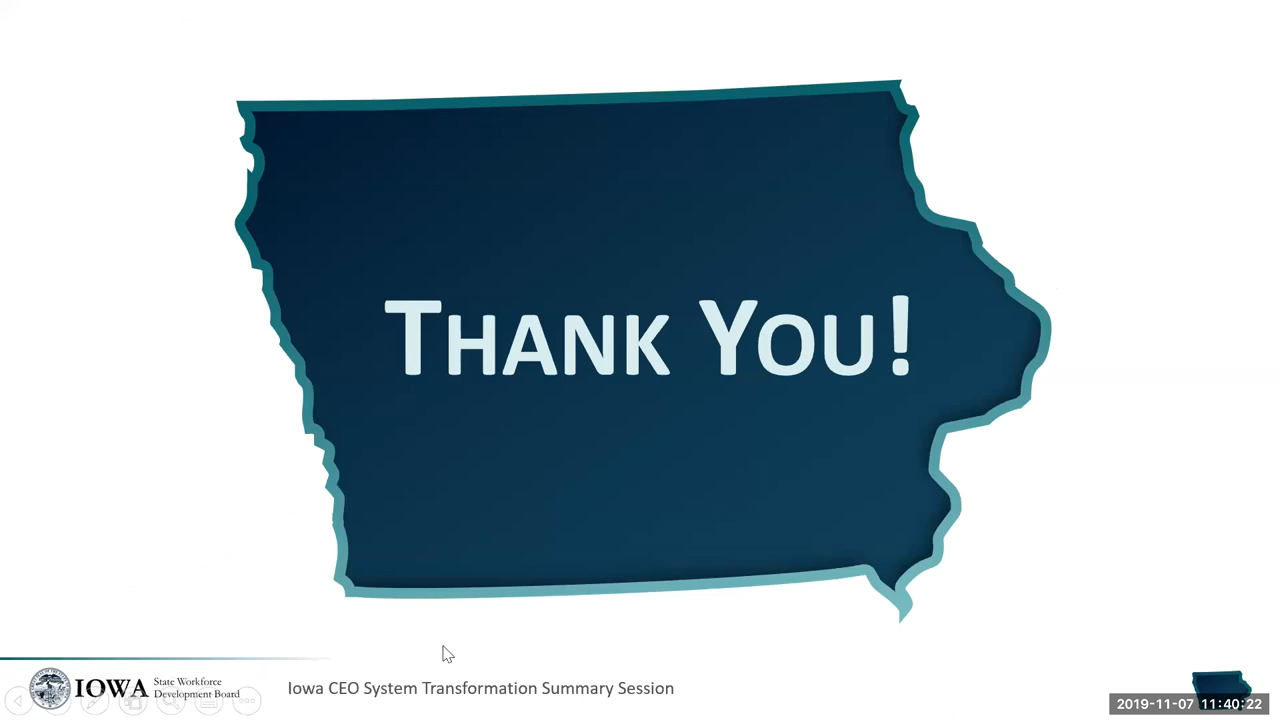 THANK YOU!
IOWA
State Workforce
Development Board
Iowa CEO System Transformation Summary Session
2019-11-07 11:40:22